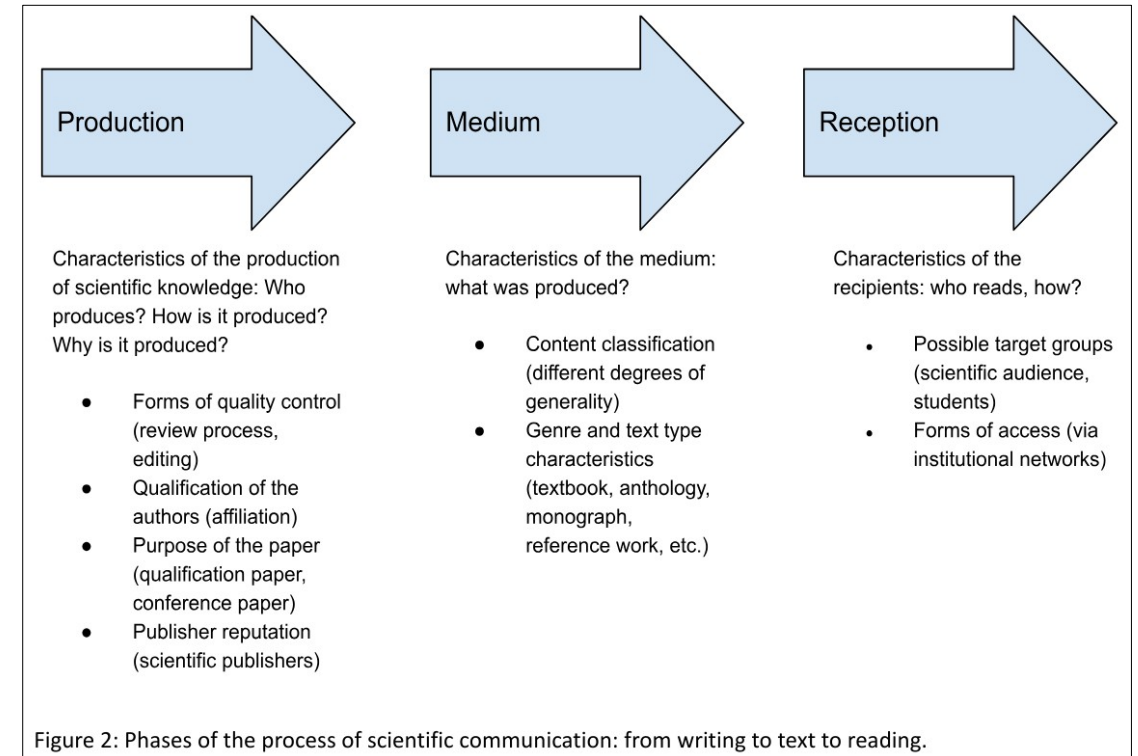 Production
Medium
Reception
Characteristics of the production
of scientific knowledge: Who
produces? How is it produced?
Why is it produced?
● Forms of quality control
(review process,
editing)
● Qualification of the
authors (affiliation)
● Purpose of the paper
(qualification paper,
conference paper)
● Publisher reputation
(scientific publishers)
Characteristics of the medium:
what was produced?
● Content classification
(different degrees of
generality)
● Genre and text type
characteristics
(textbook, anthology,
monograph,
reference work, etc.)
Characteristics of the
recipients: who reads, how?
• Possible target groups
(scientific audience,
students)
• Forms of access (via
institutional networks)
Figure 2: Phases of the process of scientific communication: from writing to text to reading.